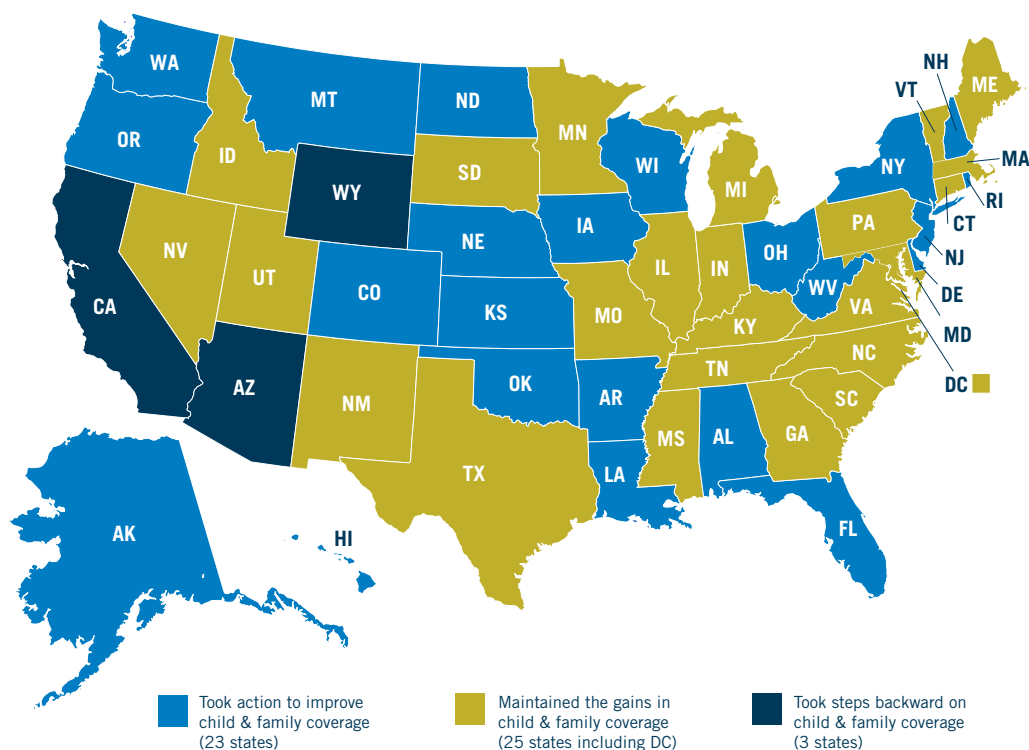 WA
MT
ND
MN
VT
NH
ME
OR
ID
SD
WI
NY
MA
WY
MI
RI
CT
NE
IA
PA
NJ
NV
UT
CO
IL
IN
OH
DE
CA
KS
MO
WV
VA
MD
KY
NC
TN
DC
AZ
NM
OK
AR
SC
MS
AL
GA
TX
LA
AK
HI
FL
Took action to improve
child & family coverage
(23 states)
Maintained the gains in
child & family coverage
(25 states including DC)
Took steps backward on
child & family coverage
(3 states)